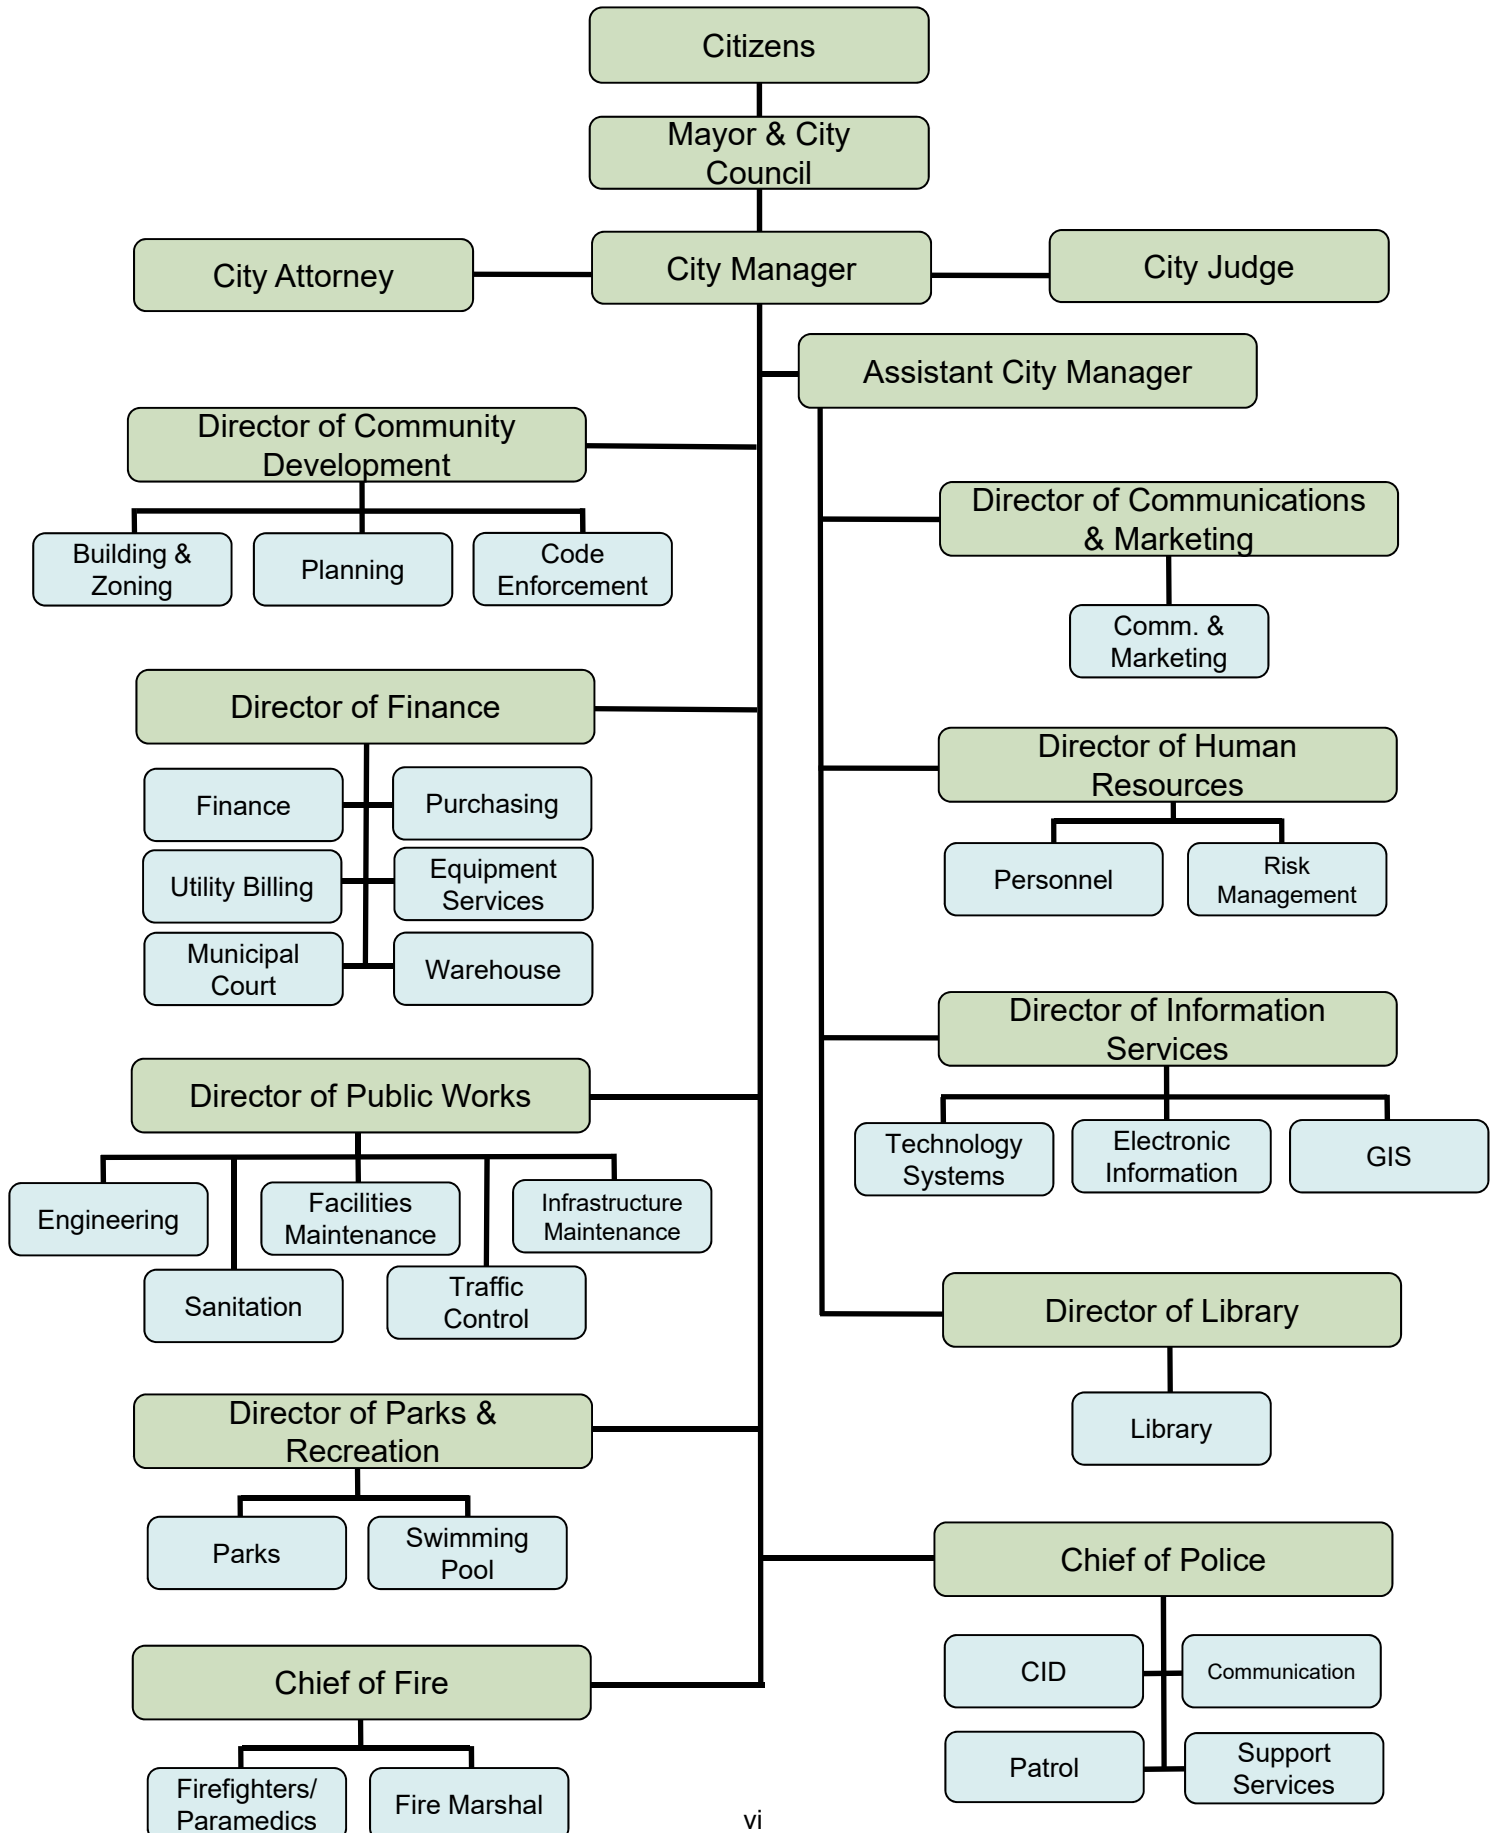 Citizens
Mayor & City
Council
City Attorney
City Manager
City Judge
Assistant City Manager
Director of Community
Development
Building &
Zoning
Planning
Code
Enforcement
Director of Communications
& Marketing
Comm. &
Marketing
Director of Finance
Finance
Purchasing
Utility Billing
Equipment
Services
Municipal
Court
Warehouse
Director of Human
Resources
Personnel
Risk
Management
Director of Information
Services
Technology
Systems
Electronic
Information
GIS
Director of Public Works
Engineering
Facilities
Maintenance
Infrastructure
Maintenance
Sanitation
Traffic
Control
Director of Library
Library
Director of Parks &
Recreation
Parks
Swimming
Pool
Chief of Police
CID
Communication
Patrol
Support
Services
Chief of Fire
Firefighters/
Paramedics
Fire Marshal
vi